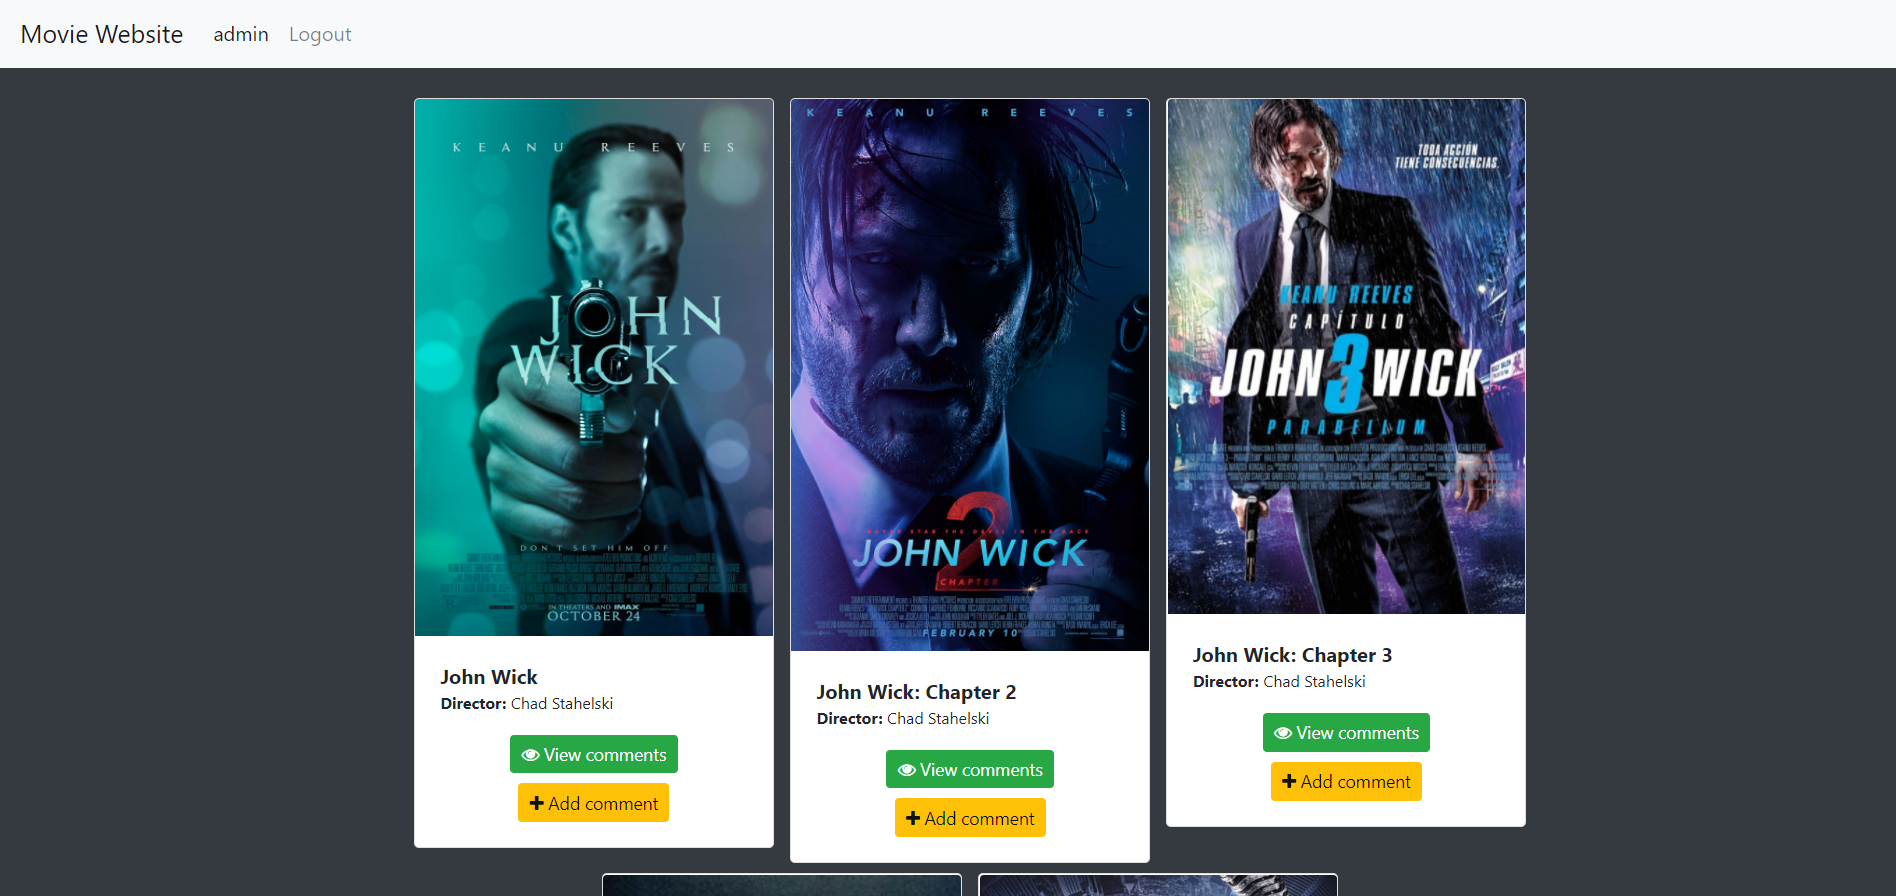 Movie Website admin Logout
KEANU REEVES
JOHN
WICK
DON'T SET HIM OFF
IN THEATERS AND IMAX
OCTOBER 24
John Wick
Director: Chad Stahelski
View comments
Add comment
KEANU REEVES
2
JOHN WICK
CHAPTER
FEBRUARY 10
John Wick: Chapter 2
Director: Chad Stahelski
View comments
Add comment
TODA ACCIÓN
TIENE CONSECUENCIAS.
KEANU REEVES
CAPÍTULO
JOHN 3 WICK
PARABELLUM
John Wick: Chapter 3
Director: Chad Stahelski
View comments
Add comment